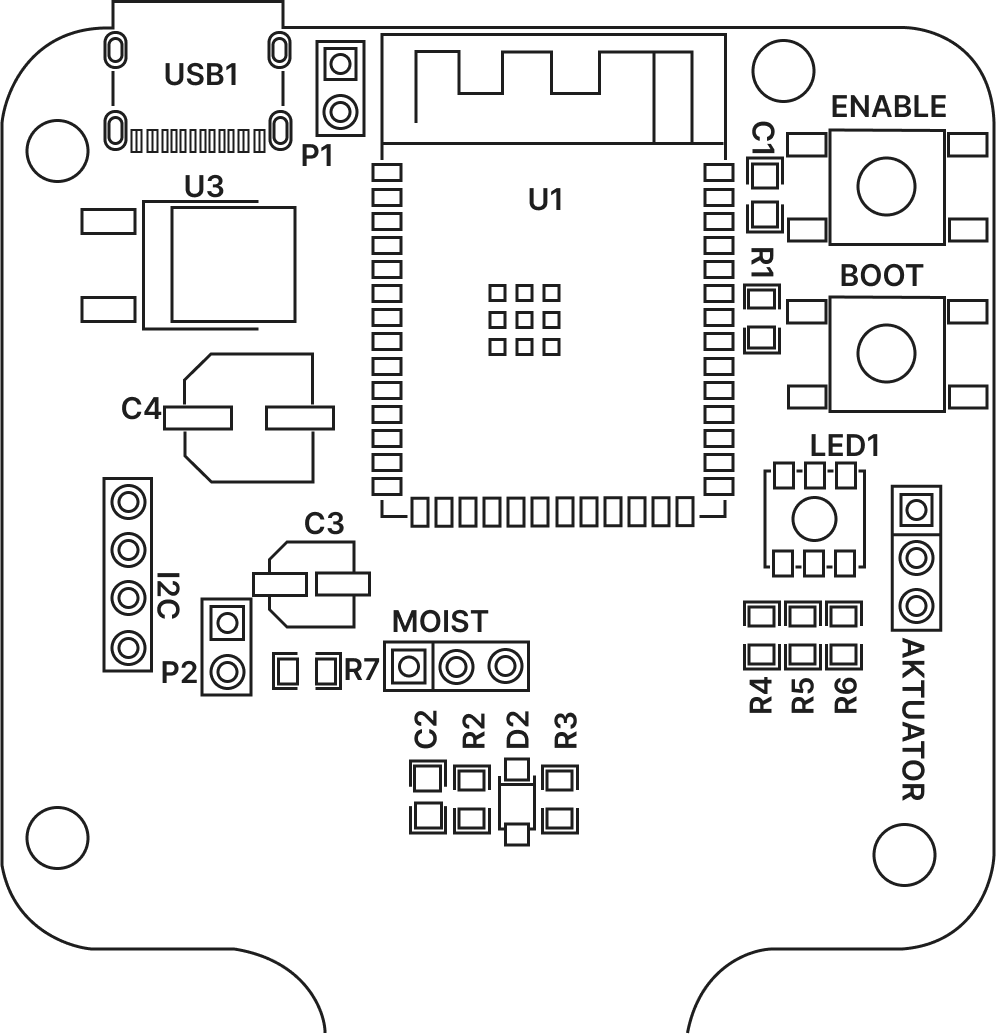 USB1
ENABLE
C1
P1
U3
U1
R1
BOOT
C4
LED1
C3
I2C
MOIST
P2
R7
R4
R5
R6
AKTUATOR
C2
R2
D2
R3